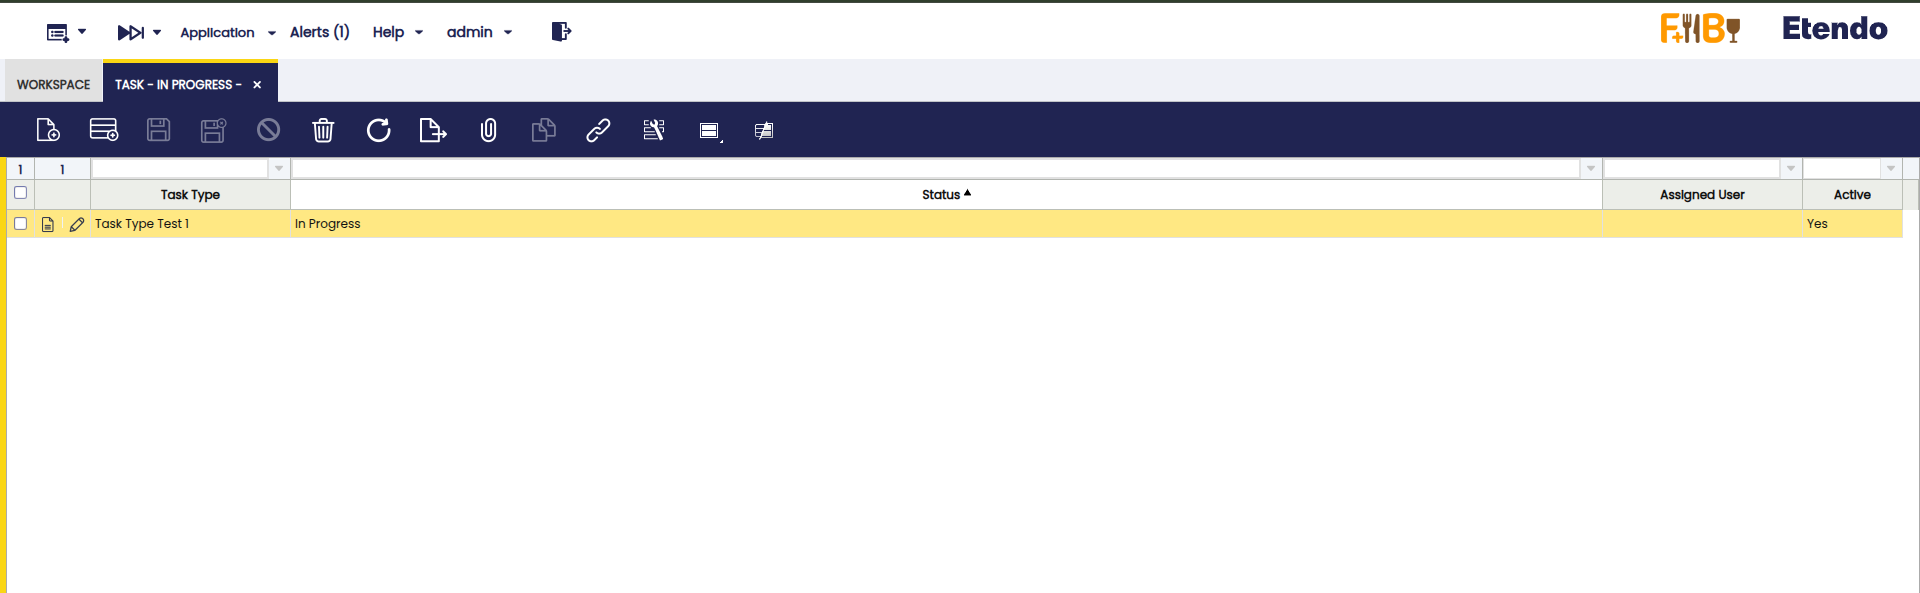 Application Alerts (1) Help admin
F+B Etendo
WORKSPACE TASK - IN PROGRESS - ×
1 1
Task Type Status Assigned User Active
Task Type Test 1 In Progress Yes